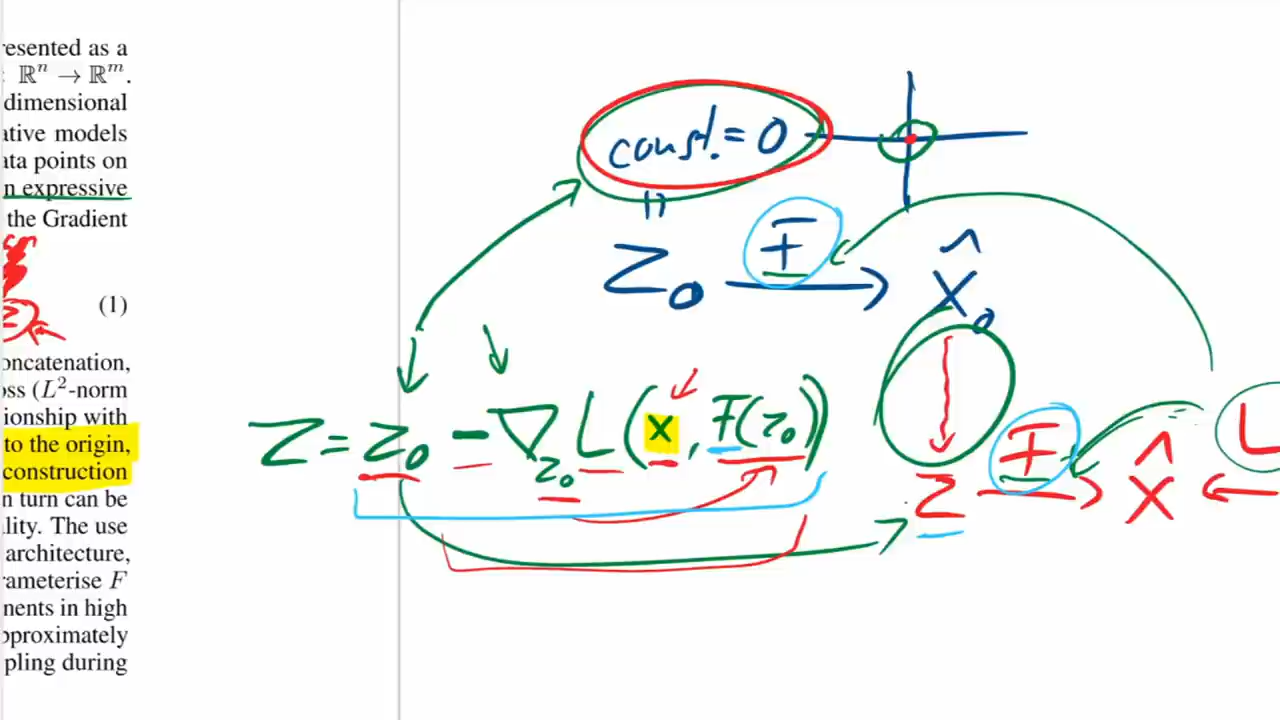 resented as a
: ℝⁿ → ℝᵐ.
dimensional
ative models
ata points on
n expressive
the Gradient
(1)
oncatenation,
oss (L²-norm
ionship with
to the origin,
construction
n turn can be
lity. The use
architecture,
rameterise F
nents in high
pproximately
pling during
const. = 0
z₀ F x̂₀
z = z₀ − ∇z₀ L(x, F(z₀))
z F x̂ L